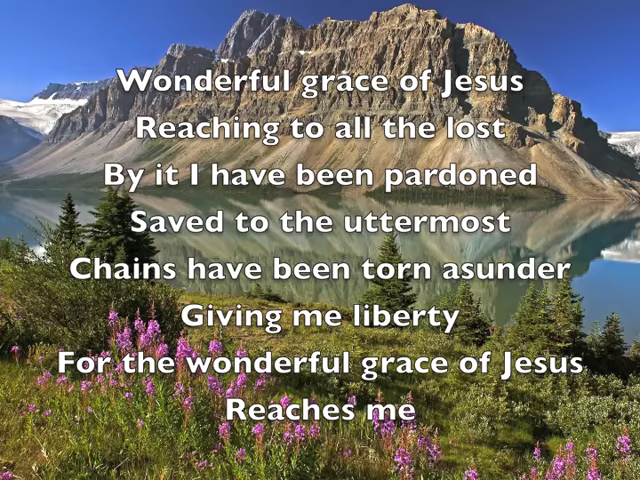 Wonderful grace of Jesus
Reaching to all the lost
By it I have been pardoned
Saved to the uttermost
Chains have been torn asunder
Giving me liberty
For the wonderful grace of Jesus
Reaches me